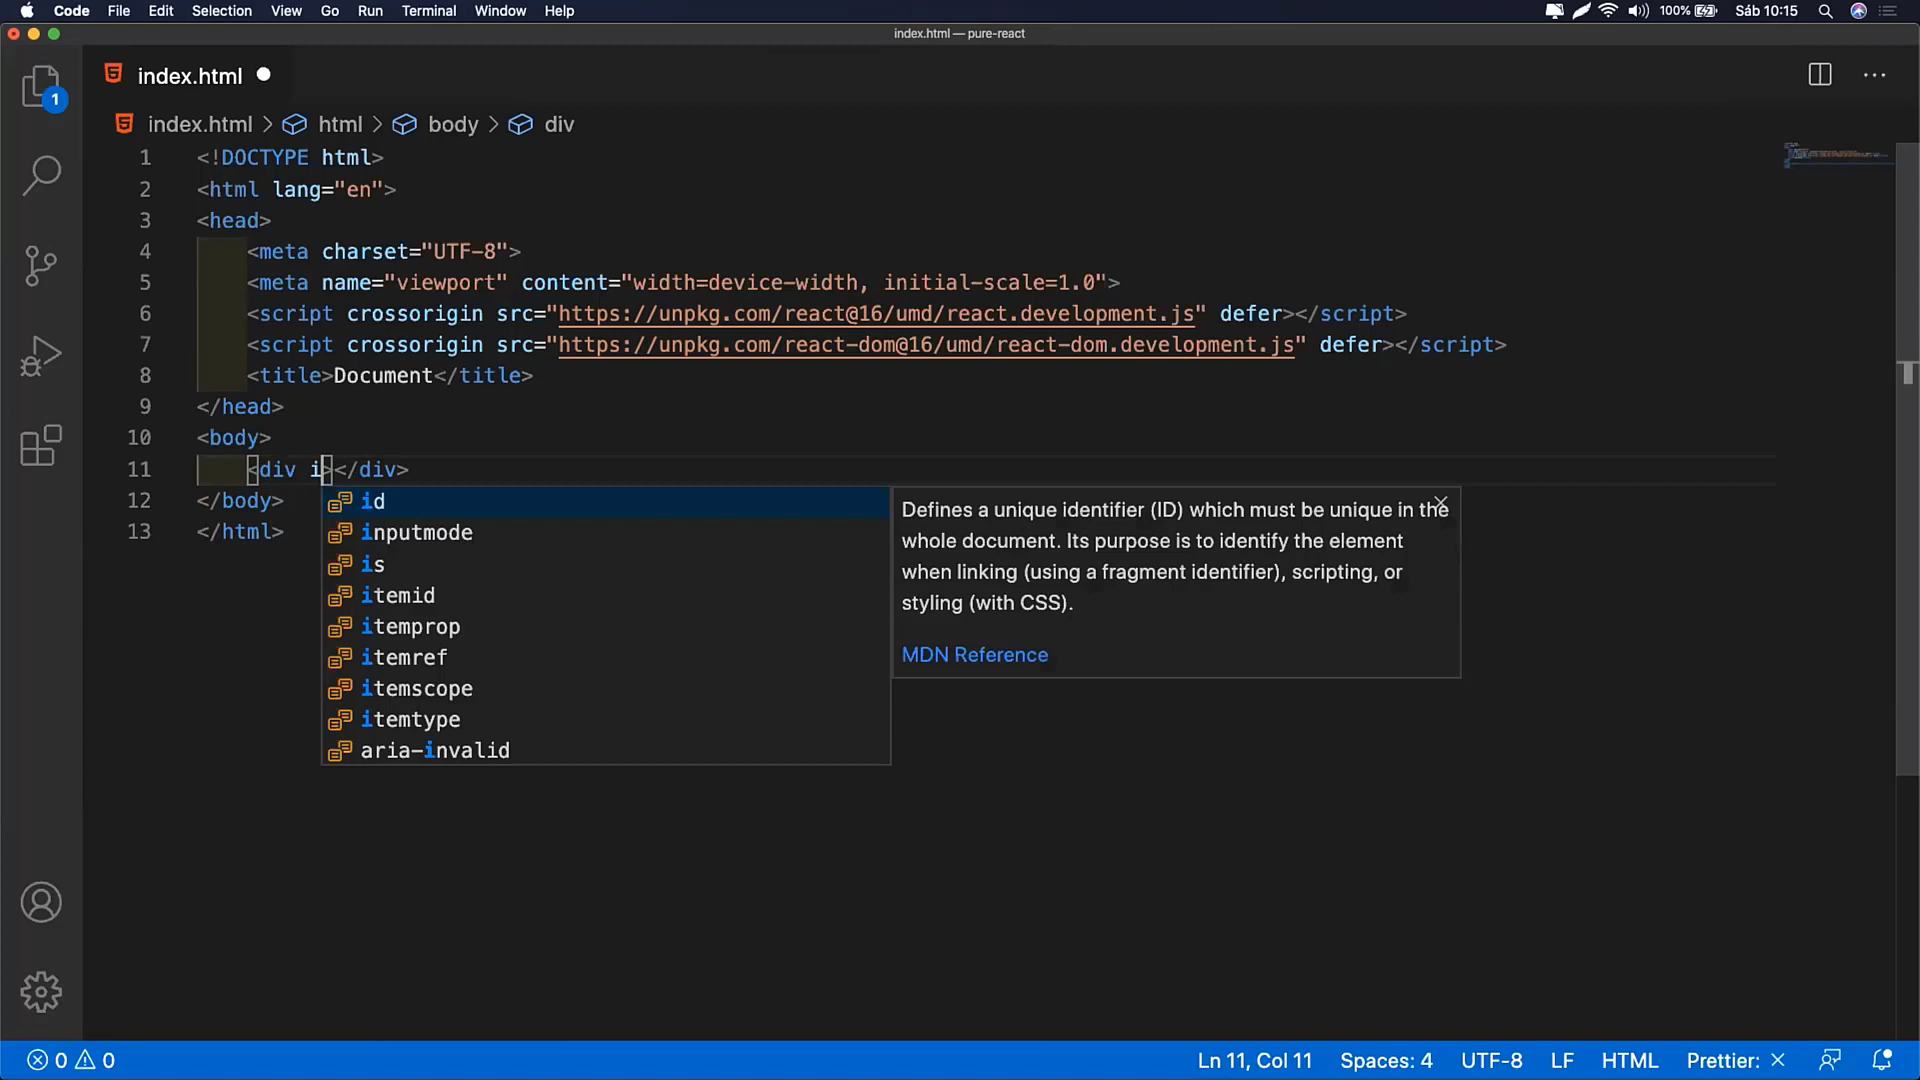 Code File Edit Selection View Go Run Terminal Window Help 100% Sáb 10:15
index.html — pure-react
1
index.html
index.html > html > body > div
1 <!DOCTYPE html>
2 <html lang="en">
3 <head>
4 <meta charset="UTF-8">
5 <meta name="viewport" content="width=device-width, initial-scale=1.0">
6 <script crossorigin src="https://unpkg.com/react@16/umd/react.development.js" defer></script>
7 <script crossorigin src="https://unpkg.com/react-dom@16/umd/react-dom.development.js" defer></script>
8 <title>Document</title>
9 </head>
10 <body>
11 <div i></div>
12 </body>
13 </html>
id
inputmode
is
itemid
itemprop
itemref
itemscope
itemtype
aria-invalid
Defines a unique identifier (ID) which must be unique in the
whole document. Its purpose is to identify the element
when linking (using a fragment identifier), scripting, or
styling (with CSS).
MDN Reference
0 0 Ln 11, Col 11 Spaces: 4 UTF-8 LF HTML Prettier: ×